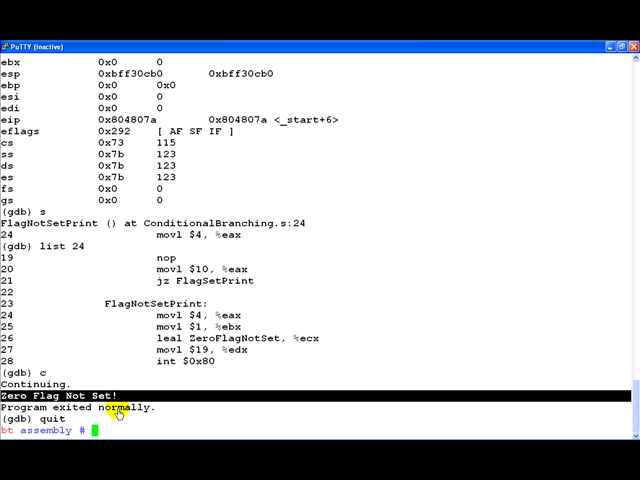 PuTTY (inactive)
ebx 0x0 0
esp 0xbff30cb0 0xbff30cb0
ebp 0x0 0x0
esi 0x0 0
edi 0x0 0
eip 0x804807a 0x804807a <_start+6>
eflags 0x292 [ AF SF IF ]
cs 0x73 115
ss 0x7b 123
ds 0x7b 123
es 0x7b 123
fs 0x0 0
gs 0x0 0
(gdb) s
FlagNotSetPrint () at ConditionalBranching.s:24
24 movl $4, %eax
(gdb) list 24
19 nop
20 movl $10, %eax
21 jz FlagSetPrint
22
23 FlagNotSetPrint:
24 movl $4, %eax
25 movl $1, %ebx
26 leal ZeroFlagNotSet, %ecx
27 movl $19, %edx
28 int $0x80
(gdb) c
Continuing.
Zero Flag Not Set!
Program exited normally.
(gdb) quit
bt assembly #